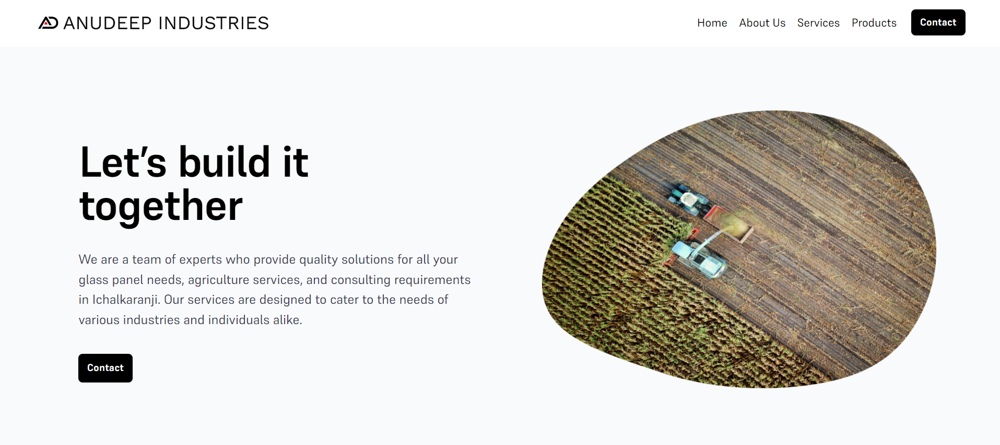 ANUDEEP INDUSTRIES
Home About Us Services Products Contact
Let’s build it
together
We are a team of experts who provide quality solutions for all your
glass panel needs, agriculture services, and consulting requirements
in Ichalkaranji. Our services are designed to cater to the needs of
various industries and individuals alike.
Contact